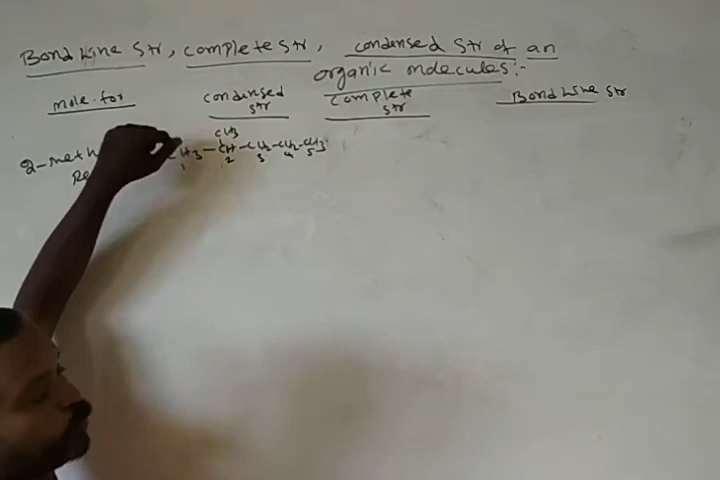 Bond Line Str, complete str, condensed Str of an
organic molecules:-
mole. for
condensed
str
complete
str
Bond Line Str
CH3
2-meth
CH3-CH-CH2-CH2-CH3
1 2 3 4 5